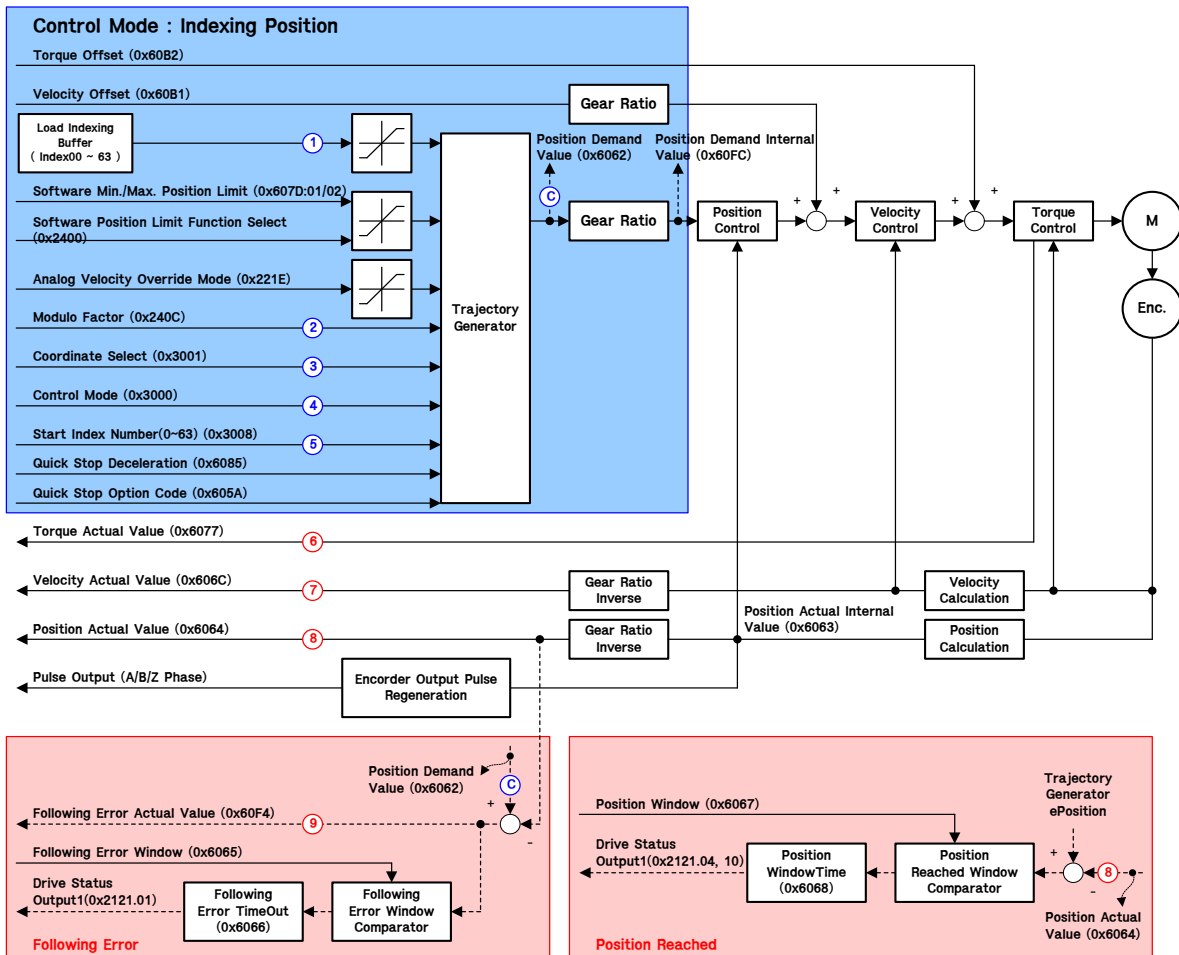 Control Mode : Indexing Position
Torque Offset (0x60B2)
Velocity Offset (0x60B1)
Gear Ratio
Load Indexing
Buffer
( Index00 ~ 63 )
1
Position Demand
Value (0x6062)
Position Demand Internal
Value (0x60FC)
C
Software Min./Max. Position Limit (0x607D:01/02)
Software Position Limit Function Select
(0x2400)
Gear Ratio
Position
Control
+
+
Velocity
Control
+
+
Torque
Control
M
Analog Velocity Override Mode (0x221E)
Trajectory
Generator
Enc.
Modulo Factor (0x240C)
2
Coordinate Select (0x3001)
3
Control Mode (0x3000)
4
Start Index Number(0~63) (0x3008)
5
Quick Stop Deceleration (0x6085)
Quick Stop Option Code (0x605A)
Torque Actual Value (0x6077)
6
Velocity Actual Value (0x606C)
7
Gear Ratio
Inverse
Velocity
Calculation
Position Actual Internal
Value (0x6063)
Position Actual Value (0x6064)
8
Gear Ratio
Inverse
Position
Calculation
Pulse Output (A/B/Z Phase)
Encorder Output Pulse
Regeneration
Position Demand
Value (0x6062)
C
+
-
Following Error Actual Value (0x60F4)
9
Following Error Window (0x6065)
Drive Status
Output1(0x2121.01)
Following
Error TimeOut
(0x6066)
Following
Error Window
Comparator
Following Error
Trajectory
Generator
ePosition
Position Window (0x6067)
Drive Status
Output1(0x2121.04, 10)
Position
WindowTime
(0x6068)
Position
Reached Window
Comparator
+
-
8
Position Actual
Value (0x6064)
Position Reached